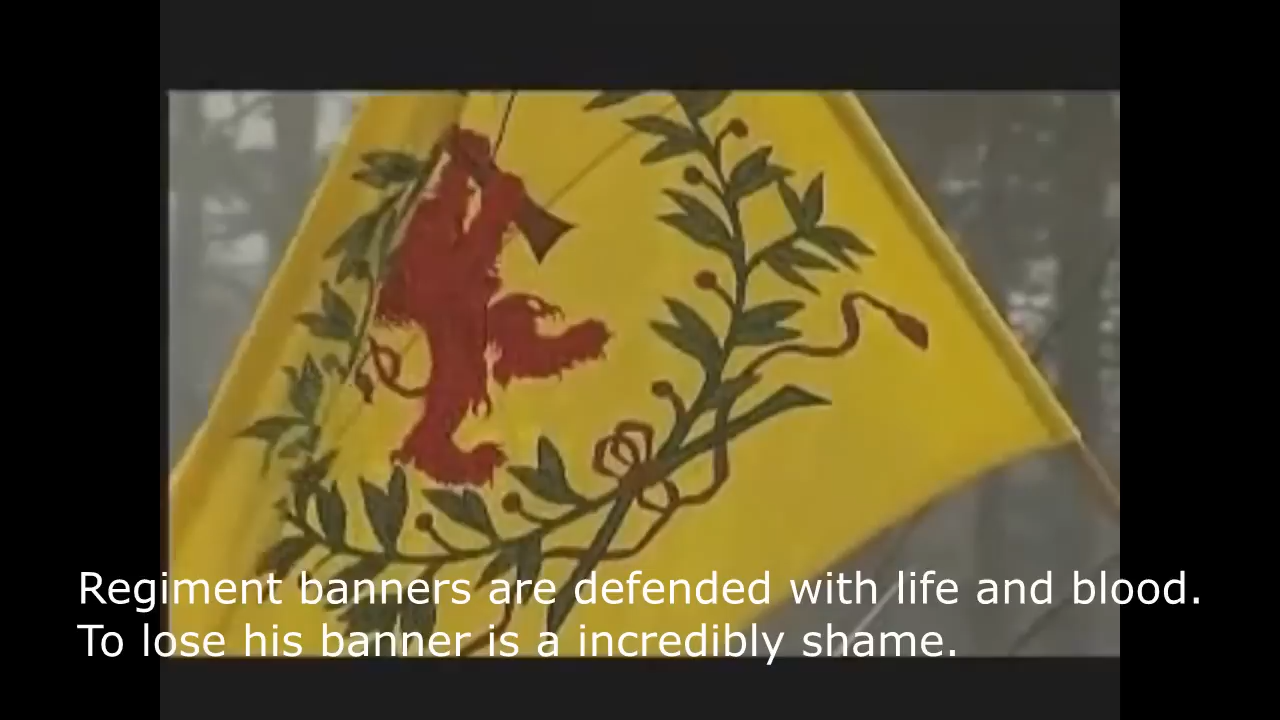 Regiment banners are defended with life and blood.
To lose his banner is a incredibly shame.